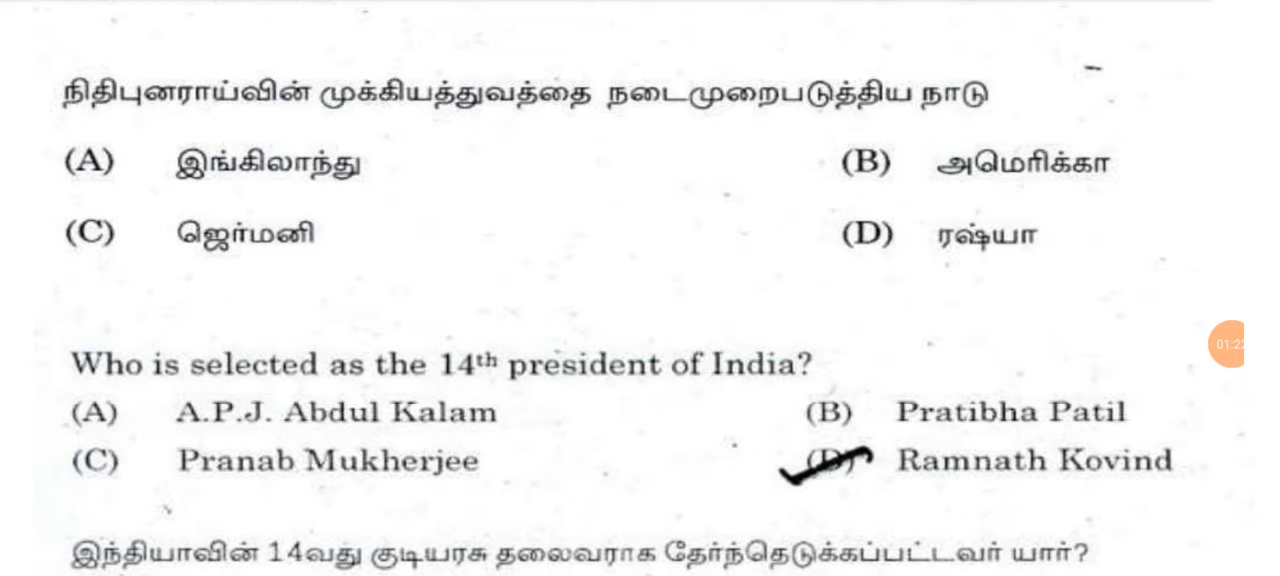 நிதிபுனராய்வின் முக்கியத்துவத்தை நடைமுறைபடுத்திய நாடு
(A) இங்கிலாந்து (B) அமெரிக்கா
(C) ஜெர்மனி (D) ரஷ்யா
Who is selected as the 14th president of India?
(A) A.P.J. Abdul Kalam (B) Pratibha Patil
(C) Pranab Mukherjee (D) Ramnath Kovind
இந்தியாவின் 14வது குடியரசு தலைவராக தேர்ந்தெடுக்கப்பட்டவர் யார்?